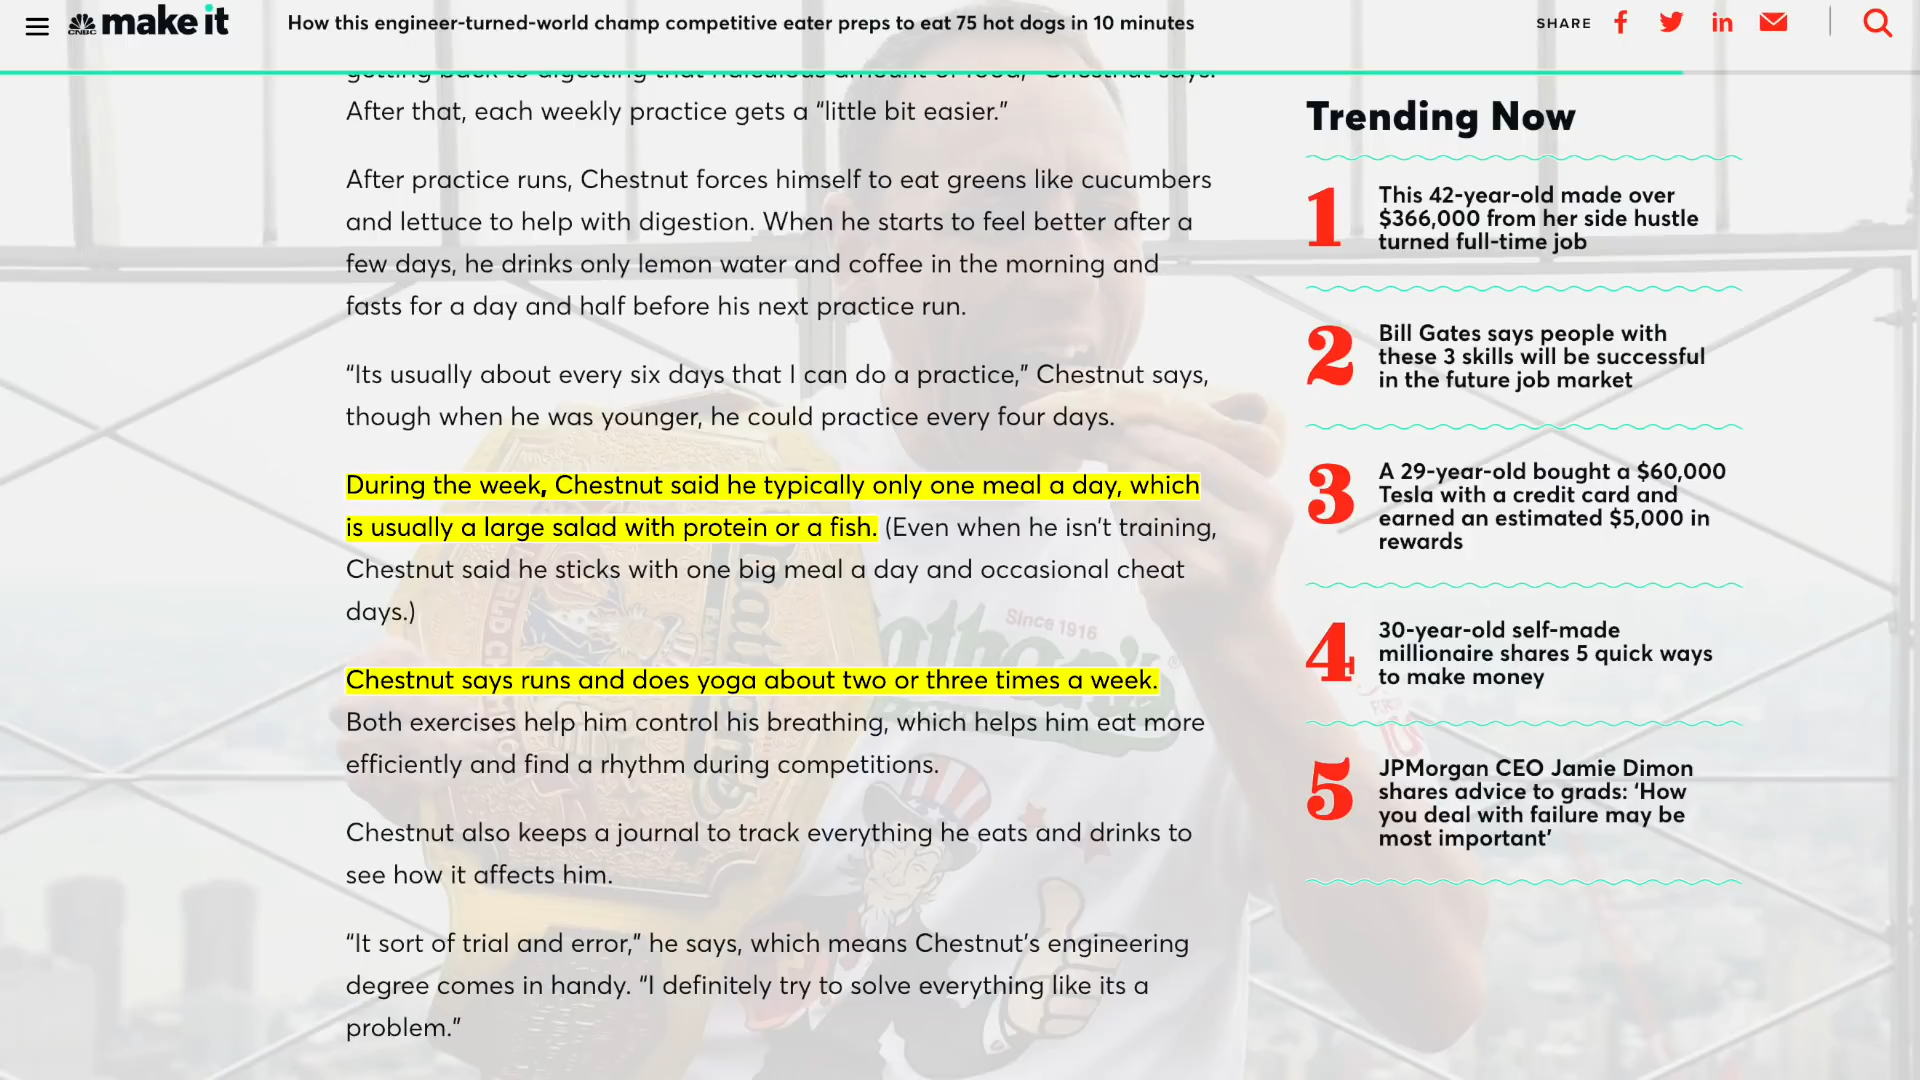 CNBC make it
How this engineer-turned-world champ competitive eater preps to eat 75 hot dogs in 10 minutes
SHARE
getting back to digesting that ridiculous amount of food," Chestnut says.
After that, each weekly practice gets a “little bit easier.”
After practice runs, Chestnut forces himself to eat greens like cucumbers
and lettuce to help with digestion. When he starts to feel better after a
few days, he drinks only lemon water and coffee in the morning and
fasts for a day and half before his next practice run.
“Its usually about every six days that I can do a practice,” Chestnut says,
though when he was younger, he could practice every four days.
During the week, Chestnut said he typically only one meal a day, which
is usually a large salad with protein or a fish. (Even when he isn’t training,
Chestnut said he sticks with one big meal a day and occasional cheat
days.)
Chestnut says runs and does yoga about two or three times a week.
Both exercises help him control his breathing, which helps him eat more
efficiently and find a rhythm during competitions.
Chestnut also keeps a journal to track everything he eats and drinks to
see how it affects him.
“It sort of trial and error,” he says, which means Chestnut’s engineering
degree comes in handy. “I definitely try to solve everything like its a
problem.”
Since 1916
Trending Now
1
This 42-year-old made over
$366,000 from her side hustle
turned full-time job
2
Bill Gates says people with
these 3 skills will be successful
in the future job market
3
A 29-year-old bought a $60,000
Tesla with a credit card and
earned an estimated $5,000 in
rewards
4
30-year-old self-made
millionaire shares 5 quick ways
to make money
5
JPMorgan CEO Jamie Dimon
shares advice to grads: ‘How
you deal with failure may be
most important’